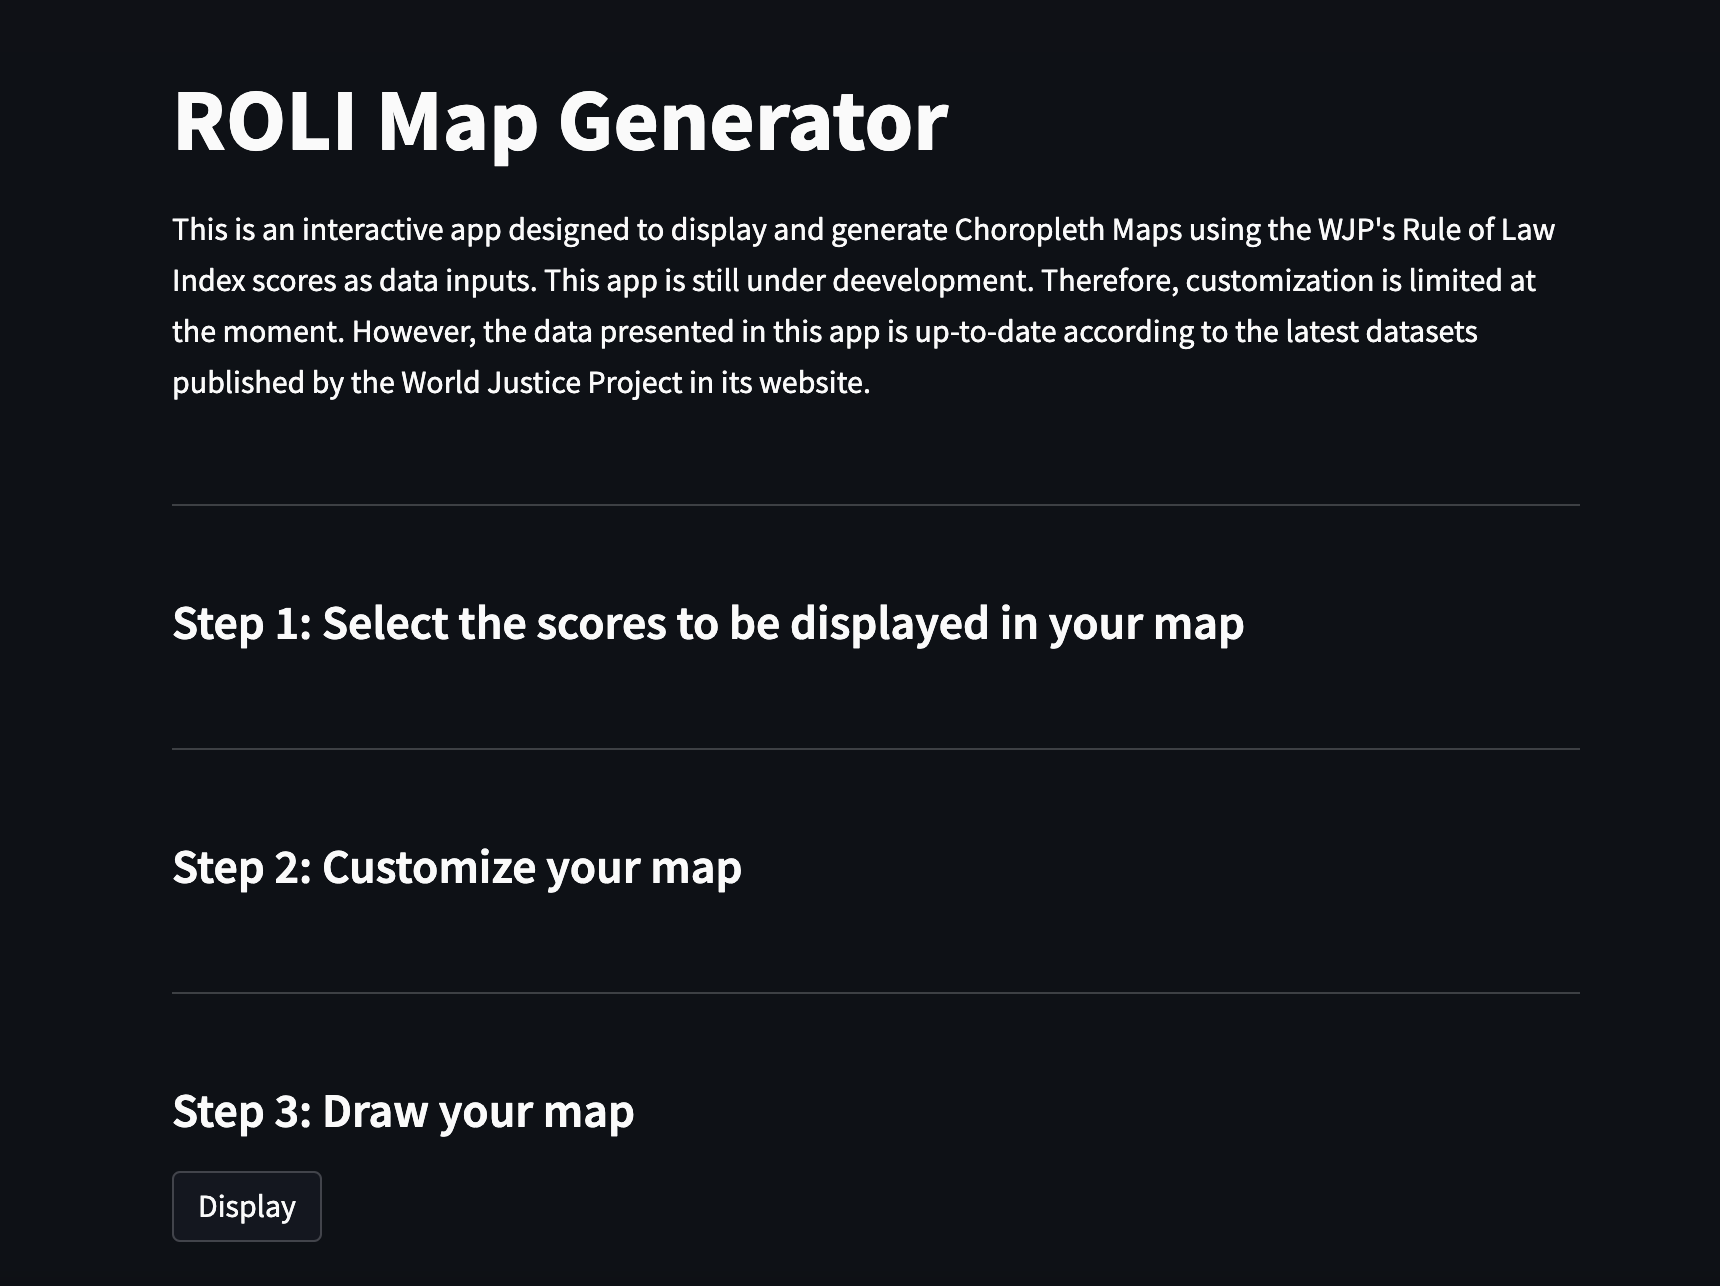 ROLI Map Generator
This is an interactive app designed to display and generate Choropleth Maps using the WJP's Rule of Law
Index scores as data inputs. This app is still under deevelopment. Therefore, customization is limited at
the moment. However, the data presented in this app is up-to-date according to the latest datasets
published by the World Justice Project in its website.
Step 1: Select the scores to be displayed in your map
Step 2: Customize your map
Step 3: Draw your map
Display